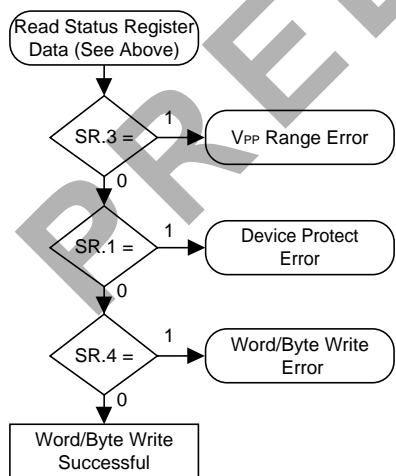 Read Status Register
Data (See Above)
SR.3 =
1
VPP Range Error
0
SR.1 =
1
Device Protect
Error
0
SR.4 =
1
Word/Byte Write
Error
0
Word/Byte Write
Successful